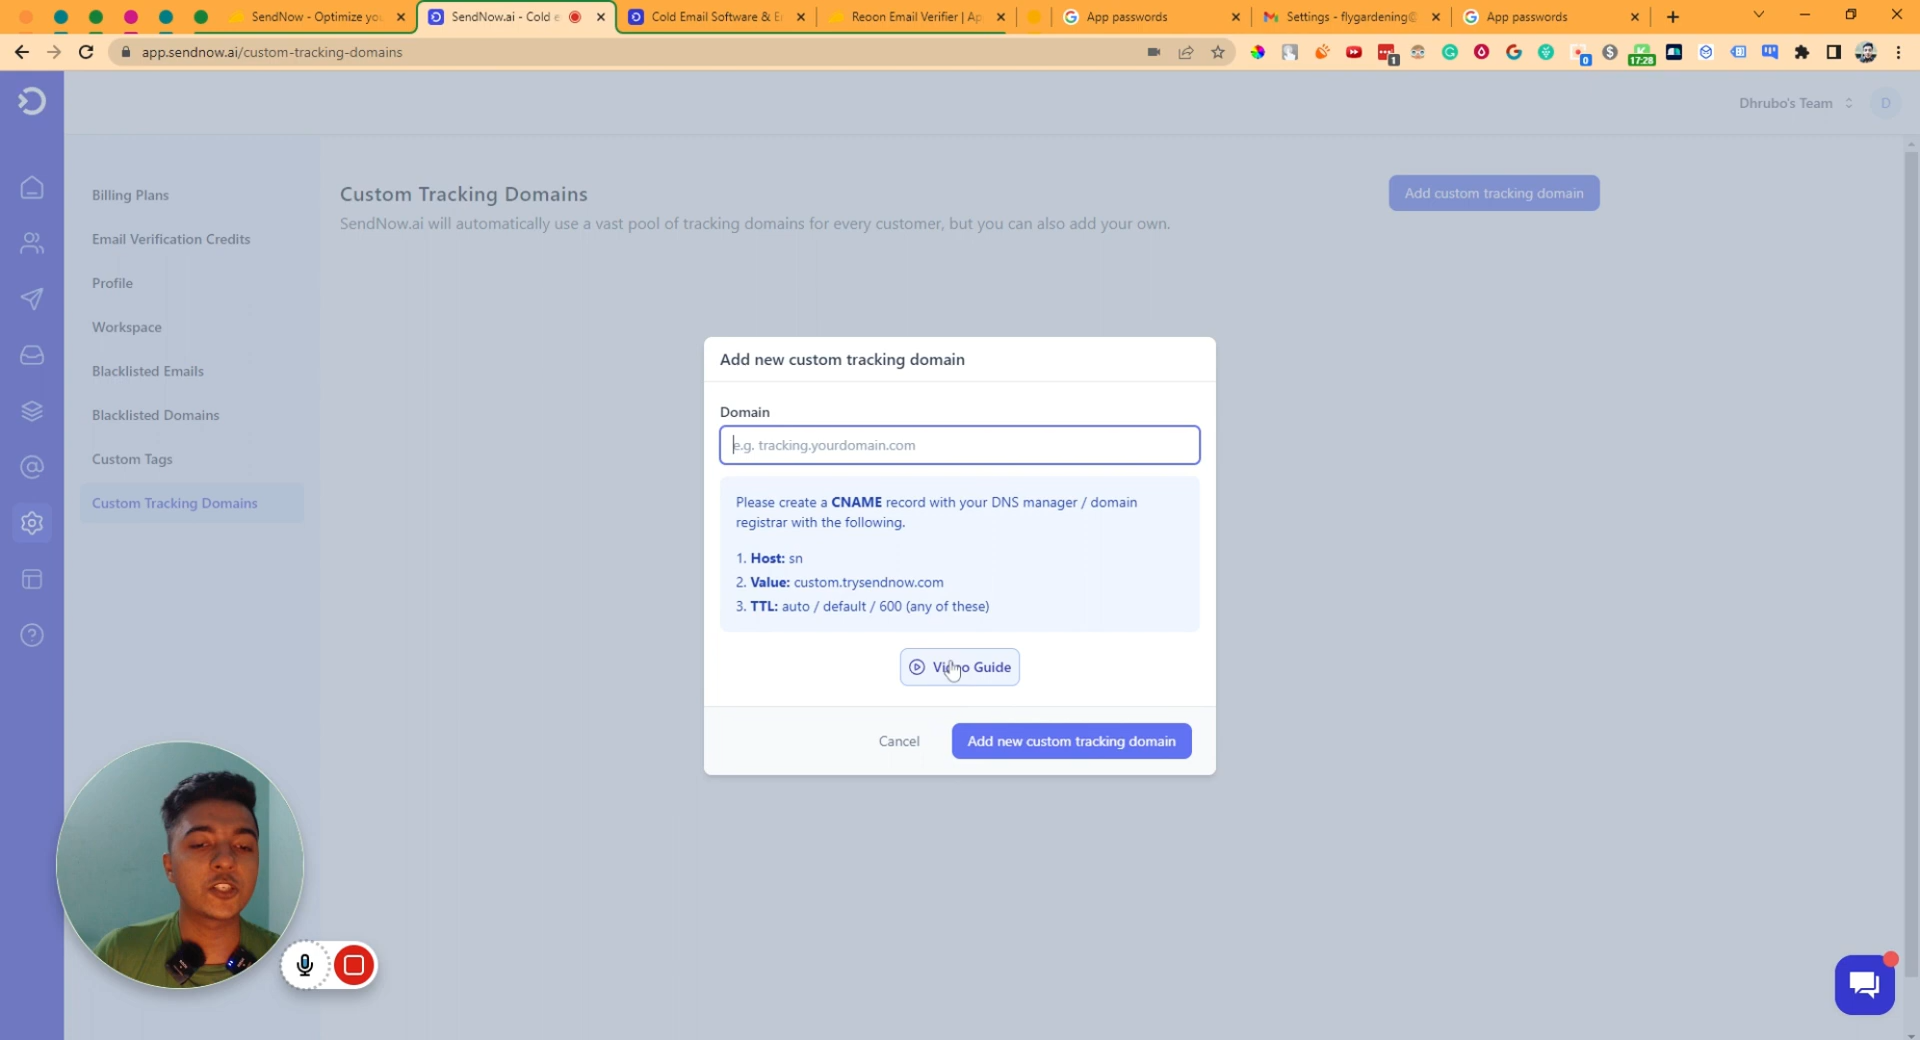 SendNow - Optimize yo
SendNow.ai - Cold e
Cold Email Software & E
Reoon Email Verifier | Ap
App passwords
Settings - flygardening@
App passwords
app.sendnow.ai/custom-tracking-domains
1
0
17:28
Dhrubo's Team
D
Billing Plans
Email Verification Credits
Profile
Workspace
Blacklisted Emails
Blacklisted Domains
Custom Tags
Custom Tracking Domains
Custom Tracking Domains
SendNow.ai will automatically use a vast pool of tracking domains for every customer, but you can also add your own.
Add custom tracking domain
Add new custom tracking domain
Domain
e.g. tracking.yourdomain.com
Please create a CNAME record with your DNS manager / domain
registrar with the following.
1. Host: sn
2. Value: custom.trysendnow.com
3. TTL: auto / default / 600 (any of these)
Video Guide
Cancel
Add new custom tracking domain